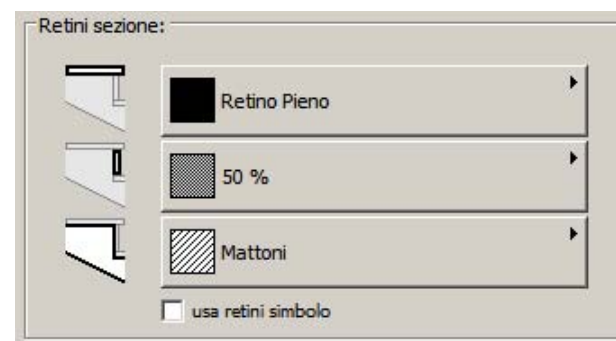 Retini sezione:
Retino Pieno
50 %
Mattoni
usa retini simbolo